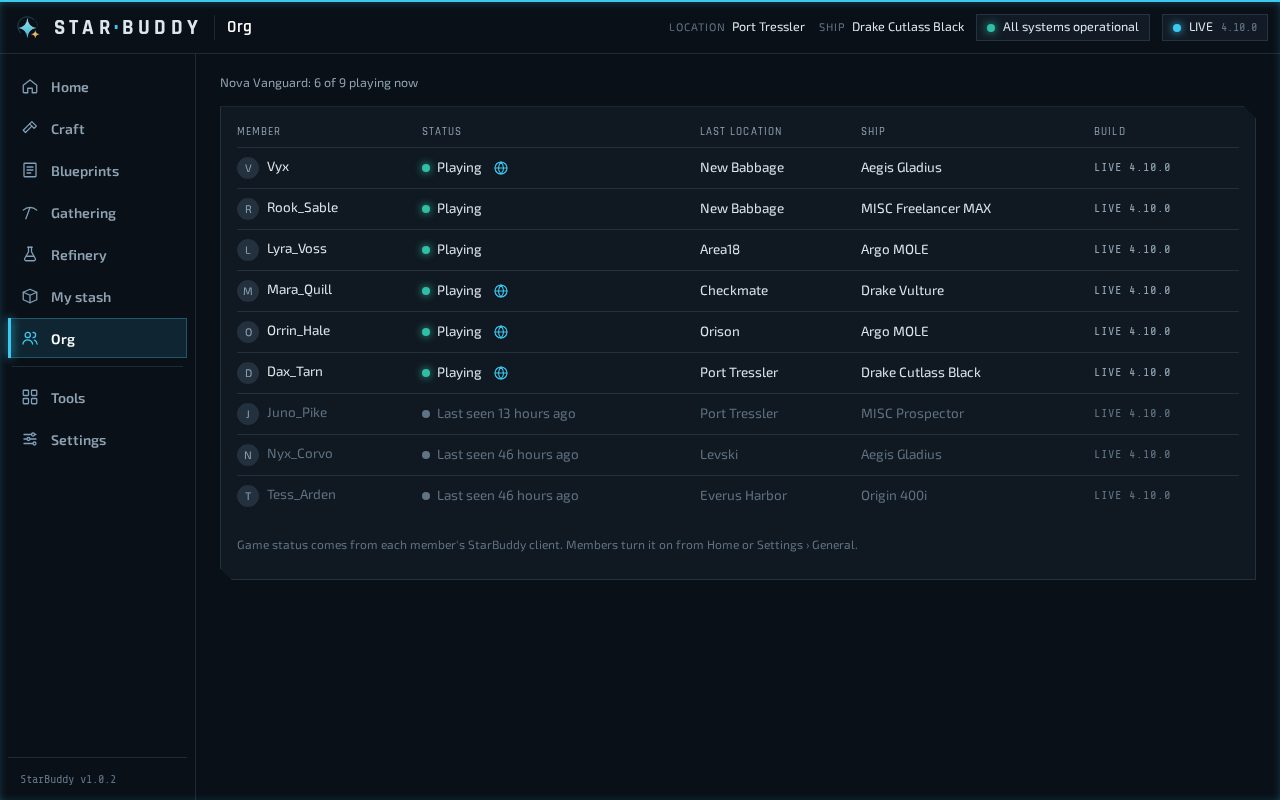 STAR·BUDDY Org LOCATION Port Tressler SHIP Drake Cutlass Black All systems operational LIVE 4.10.0
Home
Craft
Blueprints
Gathering
Refinery
My stash
Org
Tools
Settings
StarBuddy v1.0.2
Nova Vanguard: 6 of 9 playing now
MEMBER STATUS LAST LOCATION SHIP BUILD
V Vyx Playing New Babbage Aegis Gladius LIVE 4.10.0
R Rook_Sable Playing New Babbage MISC Freelancer MAX LIVE 4.10.0
L Lyra_Voss Playing Area18 Argo MOLE LIVE 4.10.0
M Mara_Quill Playing Checkmate Drake Vulture LIVE 4.10.0
O Orrin_Hale Playing Orison Argo MOLE LIVE 4.10.0
D Dax_Tarn Playing Port Tressler Drake Cutlass Black LIVE 4.10.0
J Juno_Pike Last seen 13 hours ago Port Tressler MISC Prospector LIVE 4.10.0
N Nyx_Corvo Last seen 46 hours ago Levski Aegis Gladius LIVE 4.10.0
T Tess_Arden Last seen 46 hours ago Everus Harbor Origin 400i LIVE 4.10.0
Game status comes from each member's StarBuddy client. Members turn it on from Home or Settings › General.